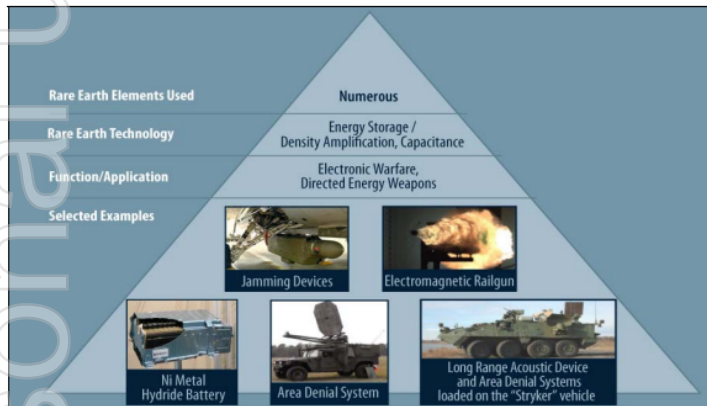 Rare Earth Elements Used
Numerous
Rare Earth Technology
Energy Storage /
Density Amplification, Capacitance
Function/Application
Electronic Warfare,
Directed Energy Weapons
Selected Examples
Jamming Devices
Electromagnetic Railgun
Ni Metal
Hydride Battery
Area Denial System
Long Range Acoustic Device
and Area Denial Systems
loaded on the "Stryker" vehicle